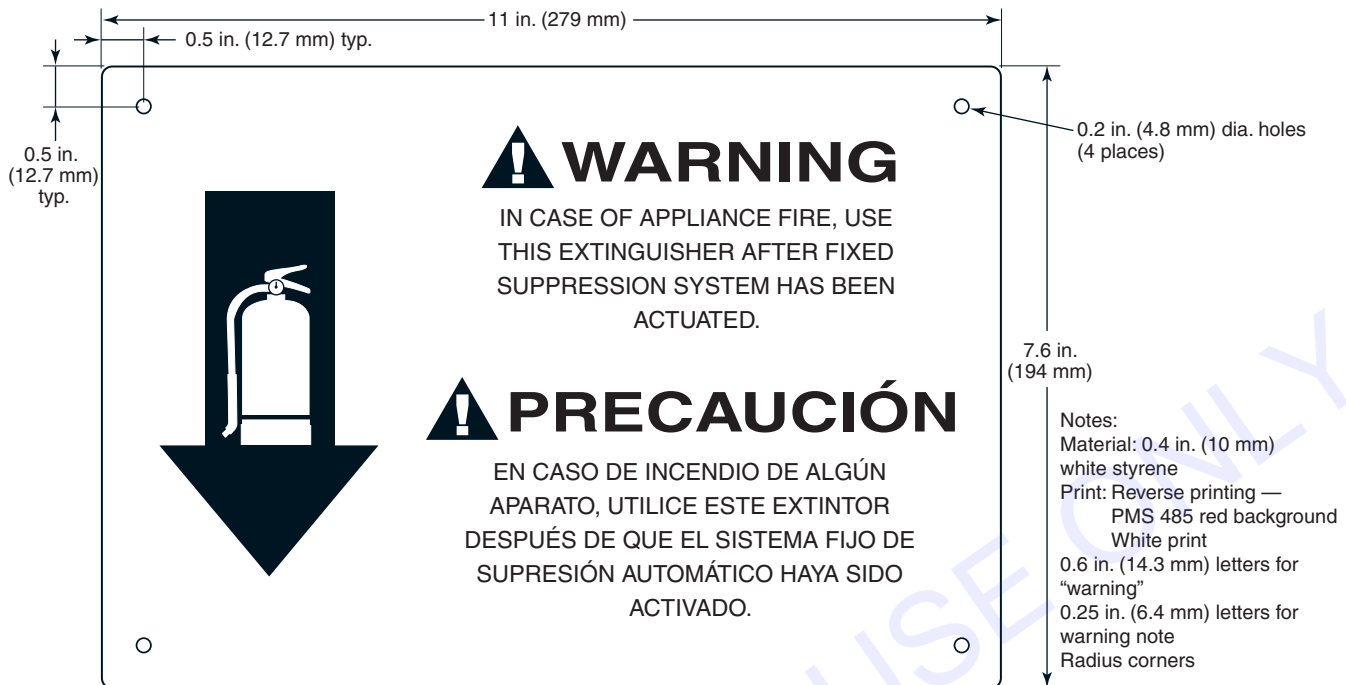 11 in. (279 mm)
0.5 in. (12.7 mm) typ.
0.5 in.
(12.7 mm)
typ.
0.2 in. (4.8 mm) dia. holes
(4 places)
WARNING
IN CASE OF APPLIANCE FIRE, USE
THIS EXTINGUISHER AFTER FIXED
SUPPRESSION SYSTEM HAS BEEN
ACTUATED.
7.6 in.
(194 mm)
PRECAUCIÓN
EN CASO DE INCENDIO DE ALGÚN
APARATO, UTILICE ESTE EXTINTOR
DESPUÉS DE QUE EL SISTEMA FIJO DE
SUPRESIÓN AUTOMÁTICO HAYA SIDO
ACTIVADO.
Notes:
Material: 0.4 in. (10 mm)
white styrene
Print: Reverse printing —
PMS 485 red background
White print
0.6 in. (14.3 mm) letters for
“warning”
0.25 in. (6.4 mm) letters for
warning note
Radius corners
USE ONLY